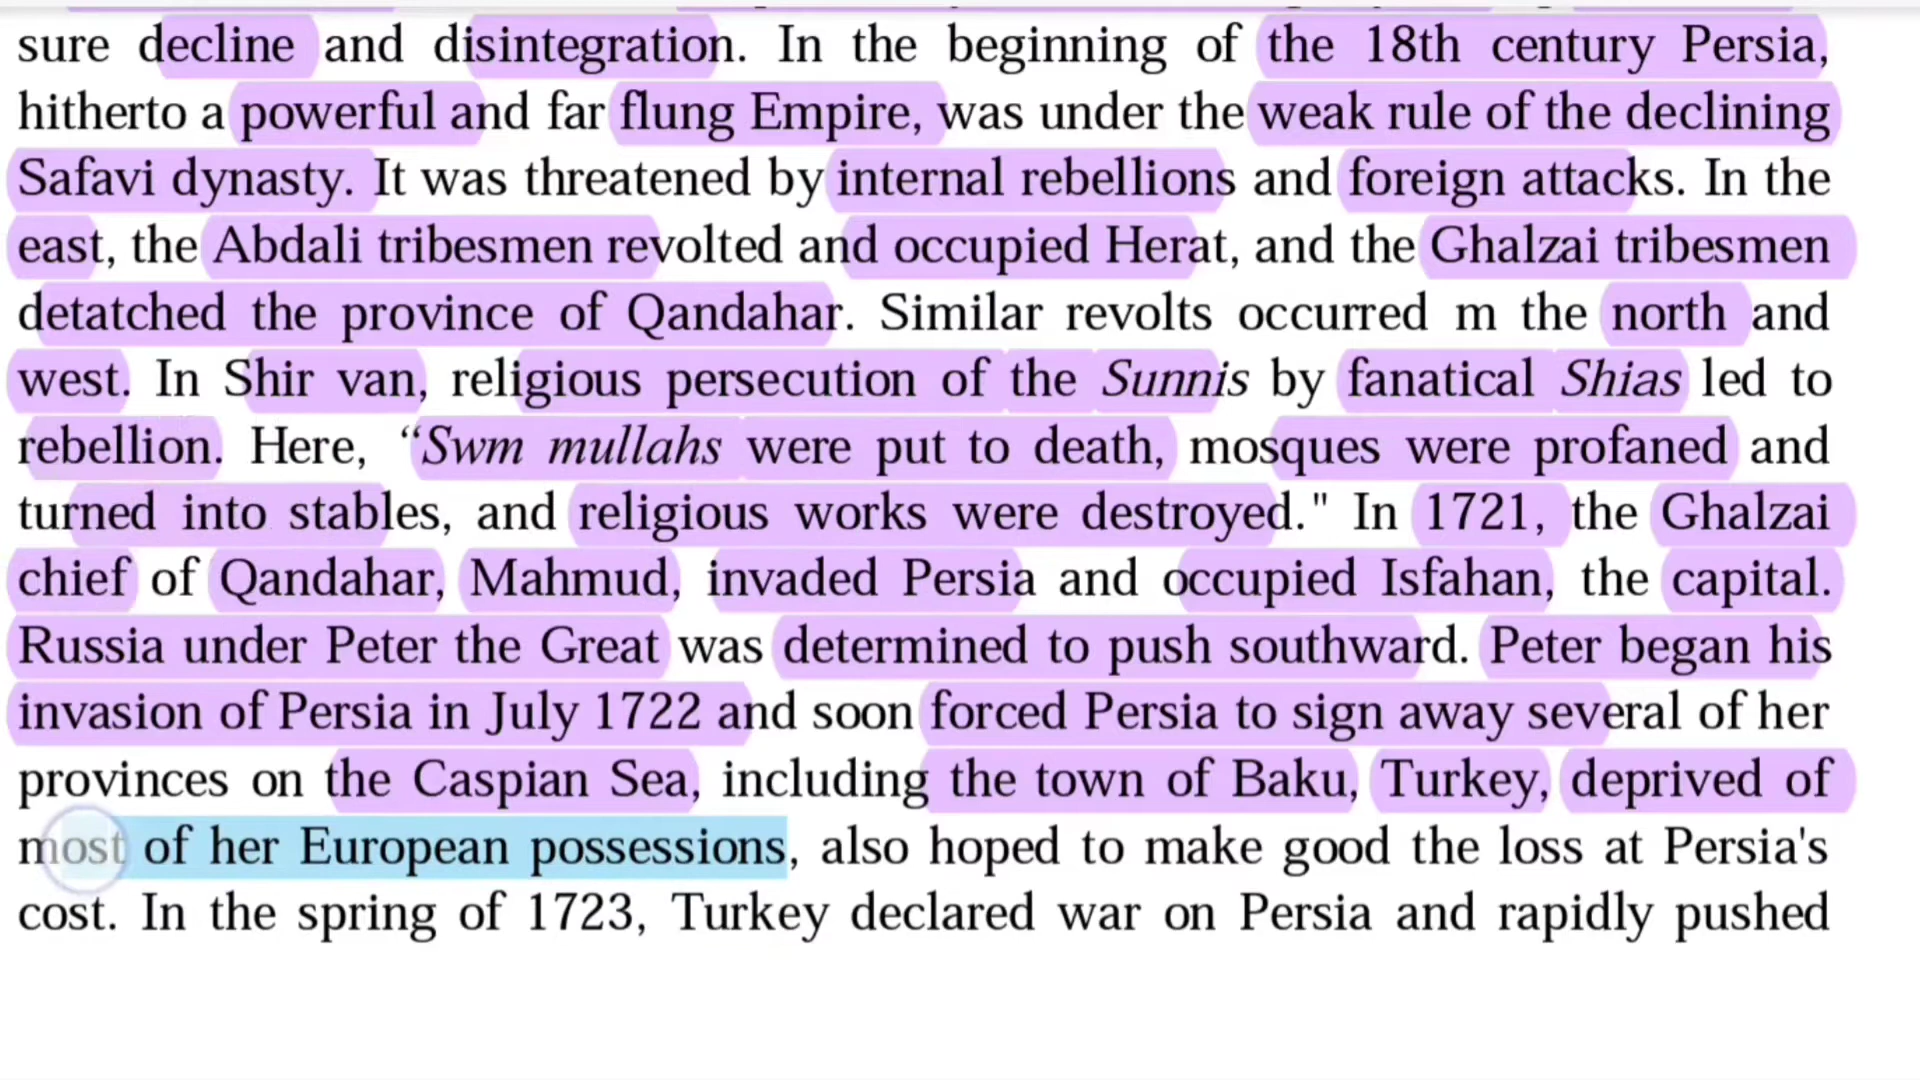 sure decline and disintegration. In the beginning of the 18th century Persia,
hitherto a powerful and far flung Empire, was under the weak rule of the declining
Safavi dynasty. It was threatened by internal rebellions and foreign attacks. In the
east, the Abdali tribesmen revolted and occupied Herat, and the Ghalzai tribesmen
detatched the province of Qandahar. Similar revolts occurred m the north and
west. In Shir van, religious persecution of the Sunnis by fanatical Shias led to
rebellion. Here, “Swm mullahs were put to death, mosques were profaned and
turned into stables, and religious works were destroyed." In 1721, the Ghalzai
chief of Qandahar, Mahmud, invaded Persia and occupied Isfahan, the capital.
Russia under Peter the Great was determined to push southward. Peter began his
invasion of Persia in July 1722 and soon forced Persia to sign away several of her
provinces on the Caspian Sea, including the town of Baku, Turkey, deprived of
most of her European possessions, also hoped to make good the loss at Persia's
cost. In the spring of 1723, Turkey declared war on Persia and rapidly pushed